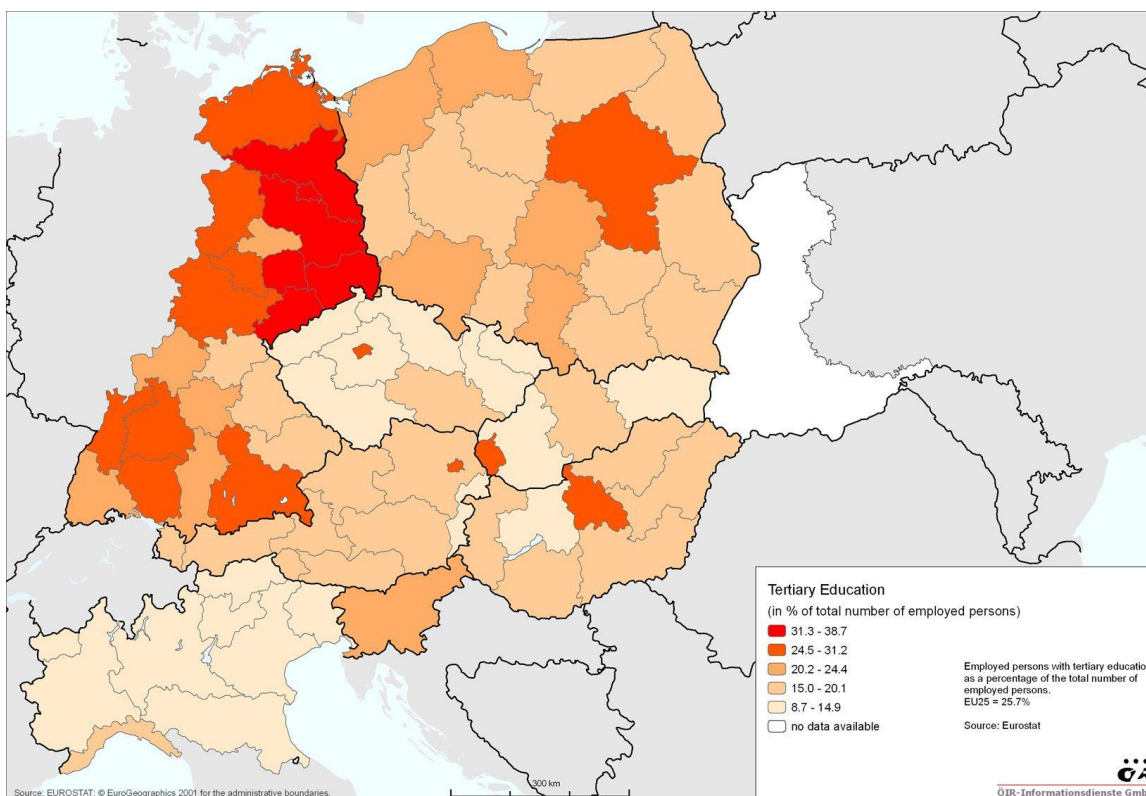 Tertiary Education
(in % of total number of employed persons)
31.3 - 38.7
24.5 - 31.2
20.2 - 24.4
15.0 - 20.1
8.7 - 14.9
no data available
Employed persons with tertiary educatio
as a percentage of the total number of
employed persons.
EU25 = 25.7%
Source: Eurostat
300 km
Source: EUROSTAT; © EuroGeographics 2001 for the administrative boundaries.
ÖIR-Informationsdienste Gmb